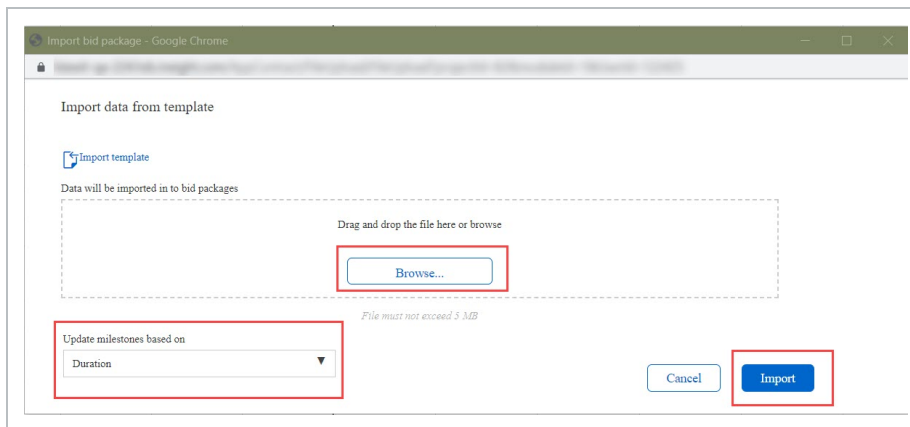 Import bid package - Google Chrome
Import data from template
Import template
Data will be imported in to bid packages
Drag and drop the file here or browse
Browse...
File must not exceed 5 MB
Update milestones based on
Duration
Cancel
Import